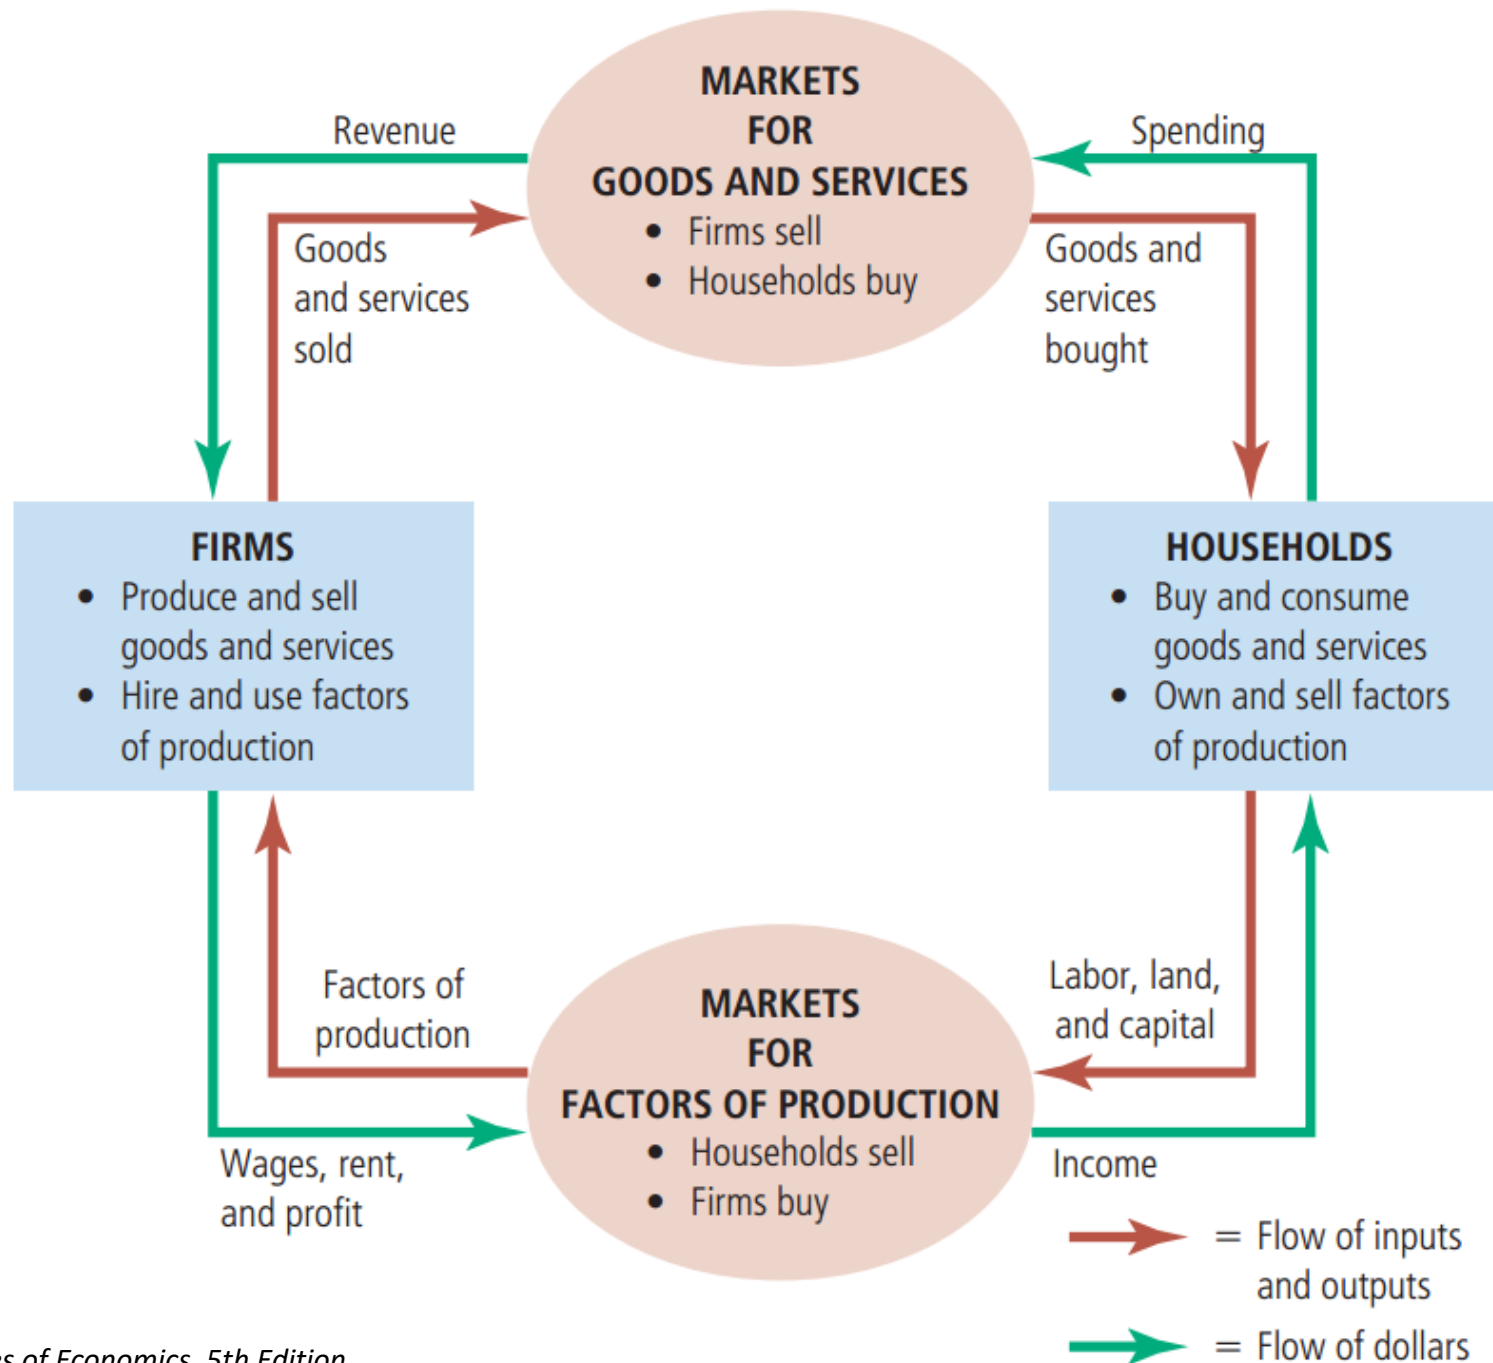 MARKETS
FOR
GOODS AND SERVICES
• Firms sell
• Households buy
Revenue
Spending
Goods
and services
sold
Goods and
services
bought
FIRMS
• Produce and sell
goods and services
• Hire and use factors
of production
HOUSEHOLDS
• Buy and consume
goods and services
• Own and sell factors
of production
Factors of
production
Labor, land,
and capital
MARKETS
FOR
FACTORS OF PRODUCTION
• Households sell
• Firms buy
Wages, rent,
and profit
Income
= Flow of inputs
and outputs
= Flow of dollars
of Economics, 5th Edition